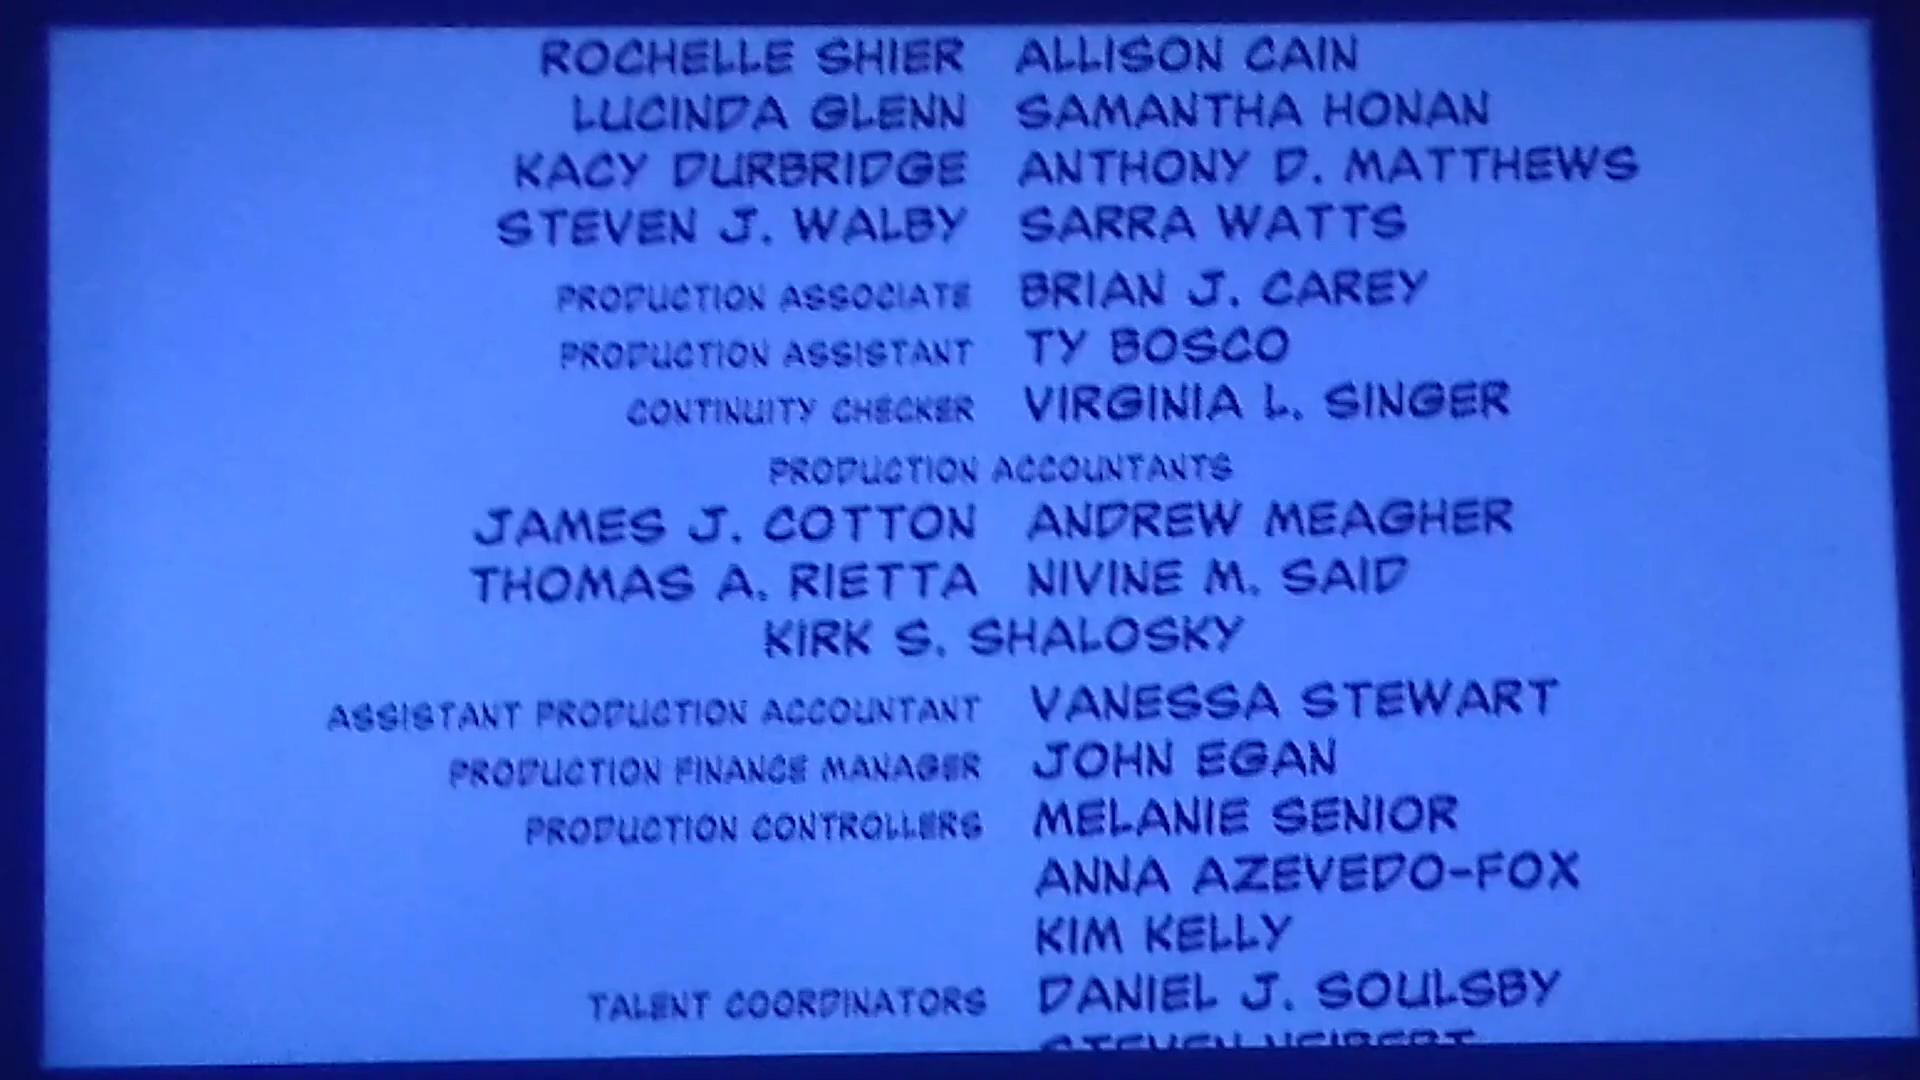 ROCHELLE SHIER ALLISON CAIN
LUCINDA GLENN SAMANTHA HONAN
KACY DURBRIDGE ANTHONY D. MATTHEWS
STEVEN J. WALBY SARRA WATTS
PRODUCTION ASSOCIATE BRIAN J. CAREY
PRODUCTION ASSISTANT TY BOSCO
CONTINUITY CHECKER VIRGINIA L. SINGER
PRODUCTION ACCOUNTANTS
JAMES J. COTTON ANDREW MEAGHER
THOMAS A. RIETTA NIVINE M. SAID
KIRK S. SHALOSKY
ASSISTANT PRODUCTION ACCOUNTANT VANESSA STEWART
PRODUCTION FINANCE MANAGER JOHN EGAN
PRODUCTION CONTROLLERS MELANIE SENIOR
ANNA AZEVEDO-FOX
KIM KELLY
TALENT COORDINATORS DANIEL J. SOULSBY
STEVEN